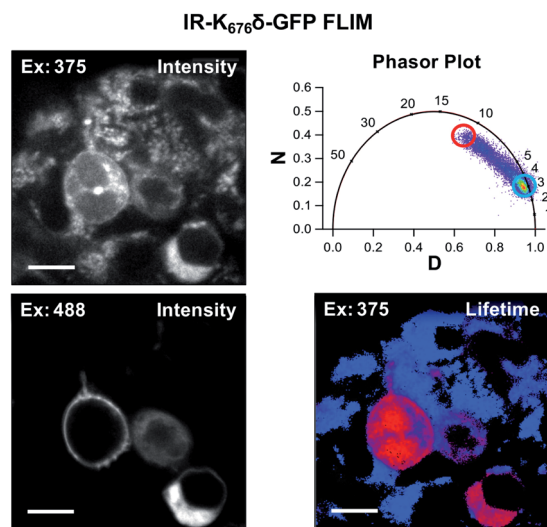 IR-K676δ-GFP FLIM
Ex: 375 Intensity
Phasor Plot
0.6
0.5
0.4
0.3
0.2
0.1
0.0
N
50
30
20
15
10
5
4
3
2
1
0.0 0.2 0.4 0.6 0.8 1.0
D
Ex: 488 Intensity
Ex: 375 Lifetime